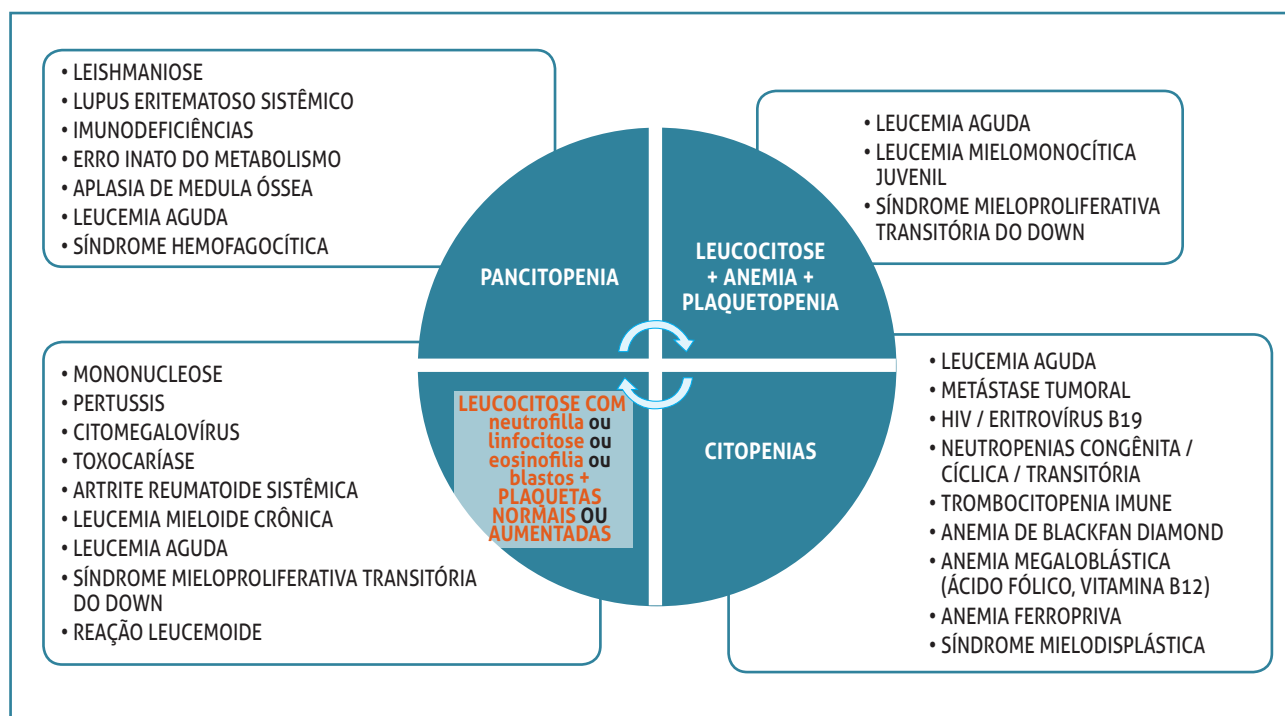 • LEISHMANIOSE
• LUPUS ERITEMATOSO SISTÊMICO
• IMUNODEFICIÊNCIAS
• ERRO INATO DO METABOLISMO
• APLASIA DE MEDULA ÓSSEA
• LEUCEMIA AGUDA
• SÍNDROME HEMOFAGOCÍTICA
PANCITOPENIA
LEUCOCITOSE
+ ANEMIA +
PLAQUETOPENIA
• LEUCEMIA AGUDA
• LEUCEMIA MIELOMONOCÍTICA
JUVENIL
• SÍNDROME MIELOPROLIFERATIVA
TRANSITÓRIA DO DOWN
• MONONUCLEOSE
• PERTUSSIS
• CITOMEGALOVÍRUS
• TOXOCARÍASE
• ARTRITE REUMATOIDE SISTÊMICA
• LEUCEMIA MIELOIDE CRÔNICA
• LEUCEMIA AGUDA
• SÍNDROME MIELOPROLIFERATIVA TRANSITÓRIA
DO DOWN
• REAÇÃO LEUCEMOIDE
LEUCOCITOSE COM
neutrofilla ou
linfocitose ou
eosinofilia ou
blastos +
PLAQUETAS
NORMAIS OU
AUMENTADAS
CITOPENIAS
• LEUCEMIA AGUDA
• METÁSTASE TUMORAL
• HIV / ERITROVÍRUS B19
• NEUTROPENIAS CONGÊNITA /
CÍCLICA / TRANSITÓRIA
• TROMBOCITOPENIA IMUNE
• ANEMIA DE BLACKFAN DIAMOND
• ANEMIA MEGALOBLÁSTICA
(ÁCIDO FÓLICO, VITAMINA B12)
• ANEMIA FERROPRIVA
• SÍNDROME MIELODISPLÁSTICA